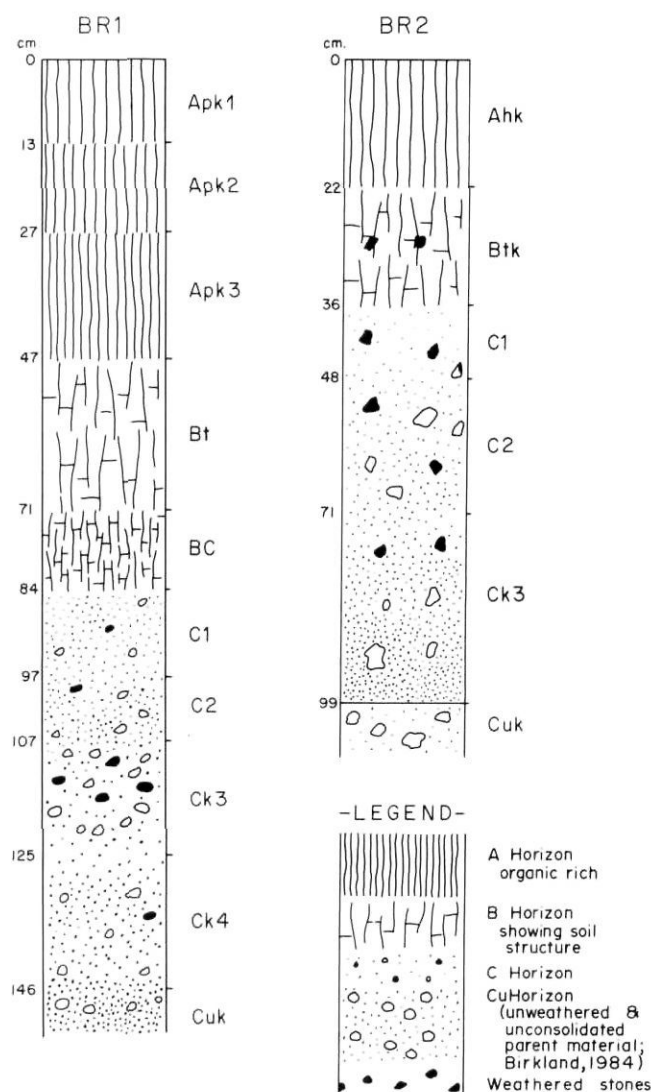 BR1
cm
0
Apk1
13
Apk2
27
Apk3
47
Bt
71
BC
84
C1
97
C2
107
Ck3
125
Ck4
146
Cuk
BR2
cm.
0
Ahk
22
Btk
36
C1
48
C2
71
Ck3
99
Cuk
-LEGEND-
A Horizon
organic rich
B Horizon
showing soil
structure
C Horizon
Cu Horizon
(unweathered &
unconsolidated
parent material;
Birkland, 1984)
Weathered stones